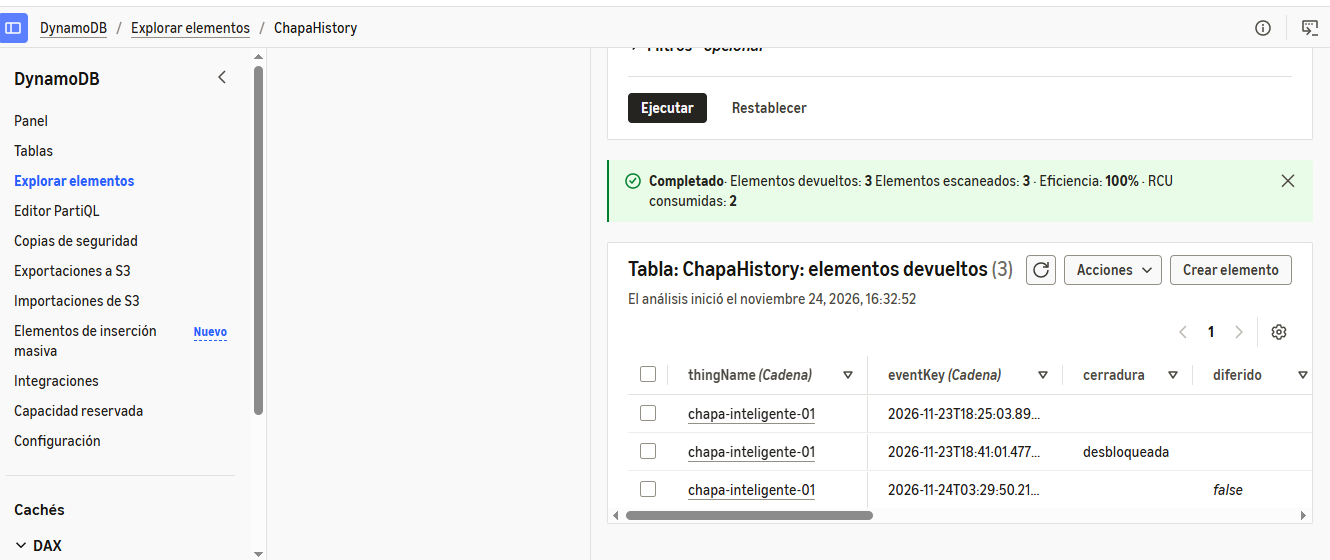 DynamoDB / Explorar elementos / ChapaHistory
DynamoDB
Panel
Tablas
Explorar elementos
Editor PartiQL
Copias de seguridad
Exportaciones a S3
Importaciones de S3
Elementos de inserción Nuevo
masiva
Integraciones
Capacidad reservada
Configuración
Cachés
DAX
Filtros - opcional
Ejecutar Restablecer
Completado· Elementos devueltos: 3 Elementos escaneados: 3 · Eficiencia: 100% · RCU
consumidas: 2
Tabla: ChapaHistory: elementos devueltos (3) Acciones Crear elemento
El análisis inició el noviembre 24, 2026, 16:32:52
1
thingName (Cadena) eventKey (Cadena) cerradura diferido
chapa-inteligente-01 2026-11-23T18:25:03.89...
chapa-inteligente-01 2026-11-23T18:41:01.477... desbloqueada
chapa-inteligente-01 2026-11-24T03:29:50.21... false